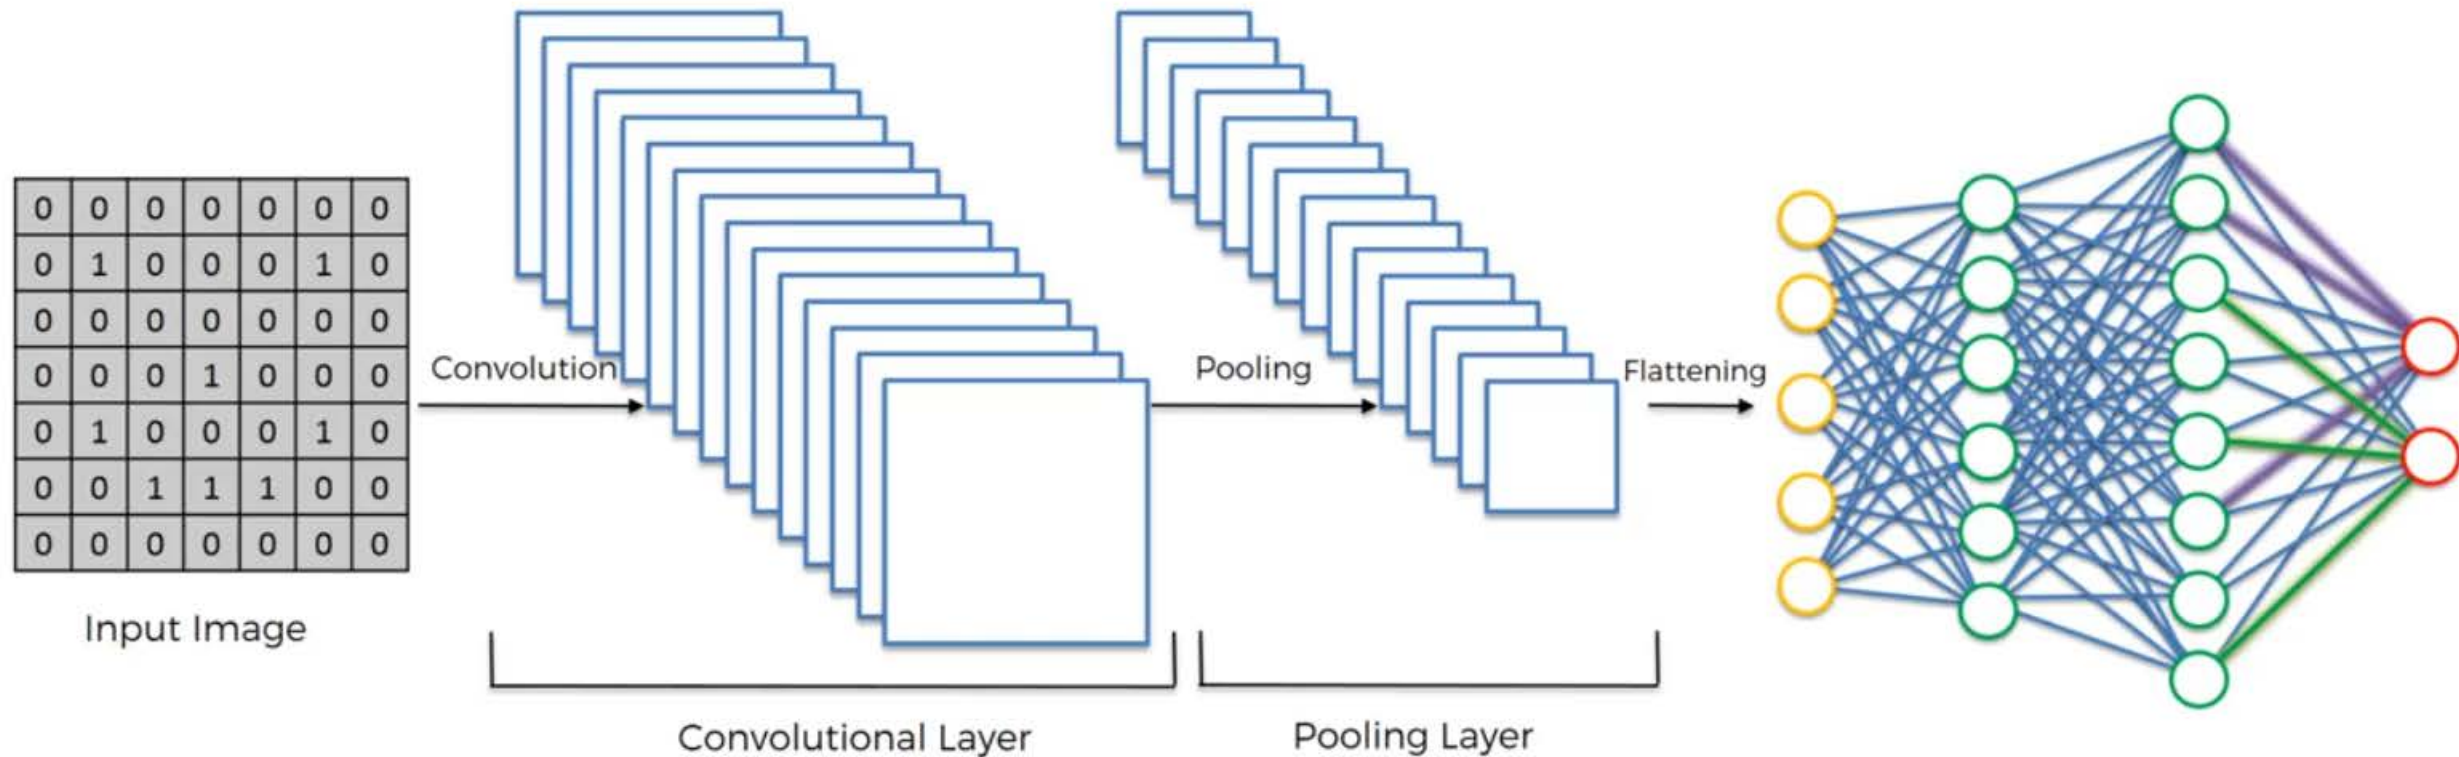 0 0 0 0 0 0 0
0 1 0 0 0 1 0
0 0 0 0 0 0 0
0 0 0 1 0 0 0
0 1 0 0 0 1 0
0 0 1 1 1 0 0
0 0 0 0 0 0 0
Input Image
Convolution
Convolutional Layer
Pooling
Pooling Layer
Flattening